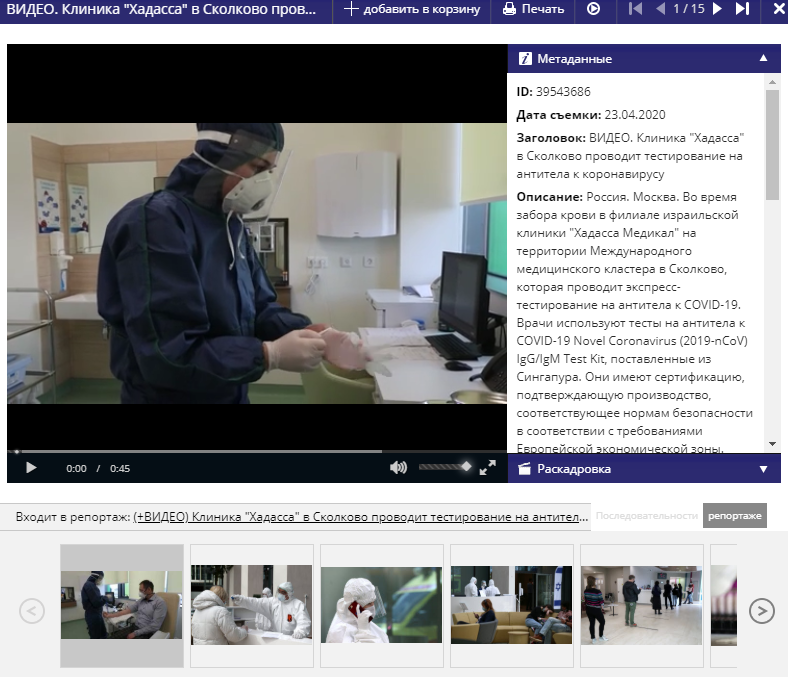 ВИДЕО. Клиника "Хадасса" в Сколково пров...
добавить в корзину
Печать
1 / 15
Метаданные
ID: 39543686
Дата съемки: 23.04.2020
Заголовок: ВИДЕО. Клиника "Хадасса"
в Сколково проводит тестирование на
антитела к коронавирусу
Описание: Россия. Москва. Во время
забора крови в филиале израильской
клиники "Хадасса Медикал" на
территории Международного
медицинского кластера в Сколково,
которая проводит экспресс-
тестирование на антитела к COVID-19.
Врачи используют тесты на антитела к
COVID-19 Novel Coronavirus (2019-nCoV)
IgG/IgM Test Kit, поставленные из
Сингапура. Они имеют сертификацию,
подтверждающую производство,
соответствующее нормам безопасности
в соответствии с требованиями
Европейской экономической зоны.
0:00 / 0:45
Раскадровка
Входит в репортаж: (+ВИДЕО) Клиника "Хадасса" в Сколково проводит тестирование на антител...
Последовательности
репортаже